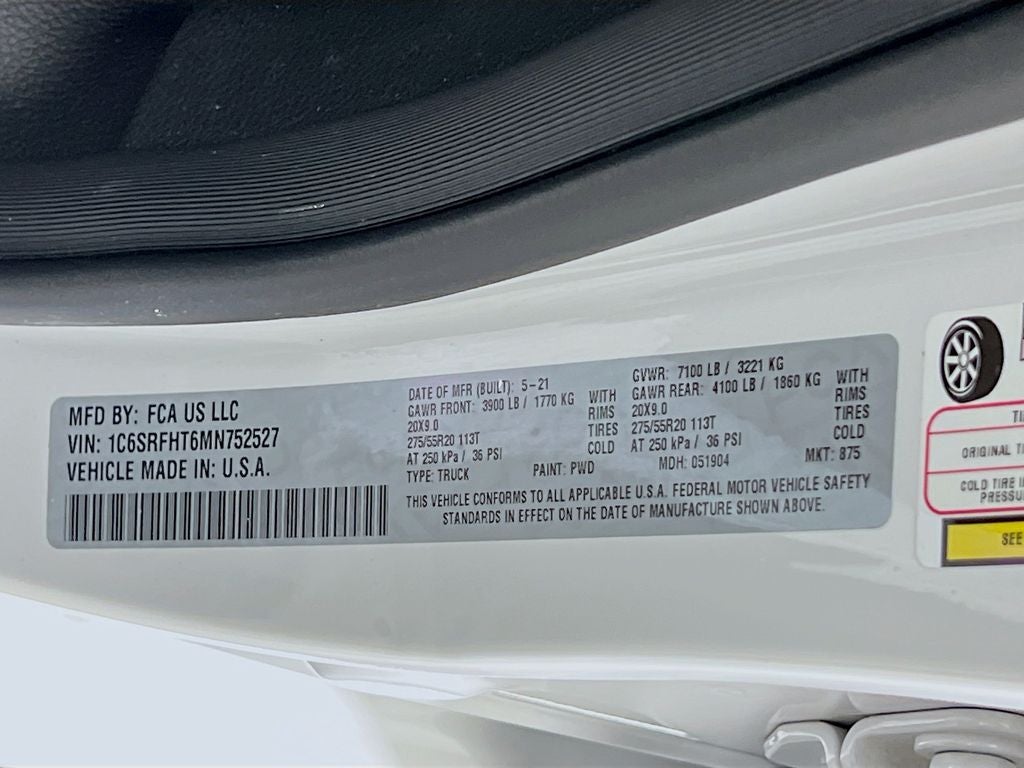 MFD BY: FCA US LLC
VIN: 1C6SRFHT6MN752527
VEHICLE MADE IN: U.S.A.
DATE OF MFR (BUILT): 5-21
GAWR FRONT: 3900 LB / 1770 KG WITH
20X9.0 RIMS
275/55R20 113T TIRES
AT 250 kPa / 36 PSI COLD
GVWR: 7100 LB / 3221 KG
GAWR REAR: 4100 LB / 1860 KG WITH
20X9.0 RIMS
275/55R20 113T TIRES
AT 250 kPa / 36 PSI COLD
TYPE: TRUCK PAINT: PWD MDH: 051904 MKT: 875
THIS VEHICLE CONFORMS TO ALL APPLICABLE U.S.A. FEDERAL MOTOR VEHICLE SAFETY
STANDARDS IN EFFECT ON THE DATE OF MANUFACTURE SHOWN ABOVE.
ORIGINAL
COLD TIRE
SEE